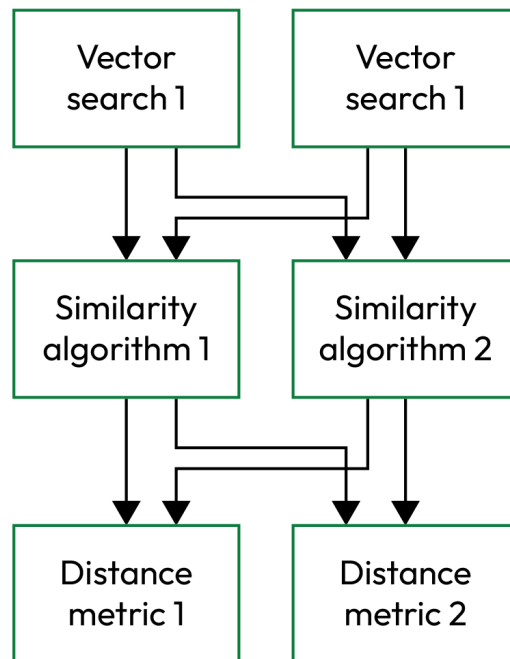 Vector
search 1
Vector
search 1
Similarity
algorithm 1
Similarity
algorithm 2
Distance
metric 1
Distance
metric 2